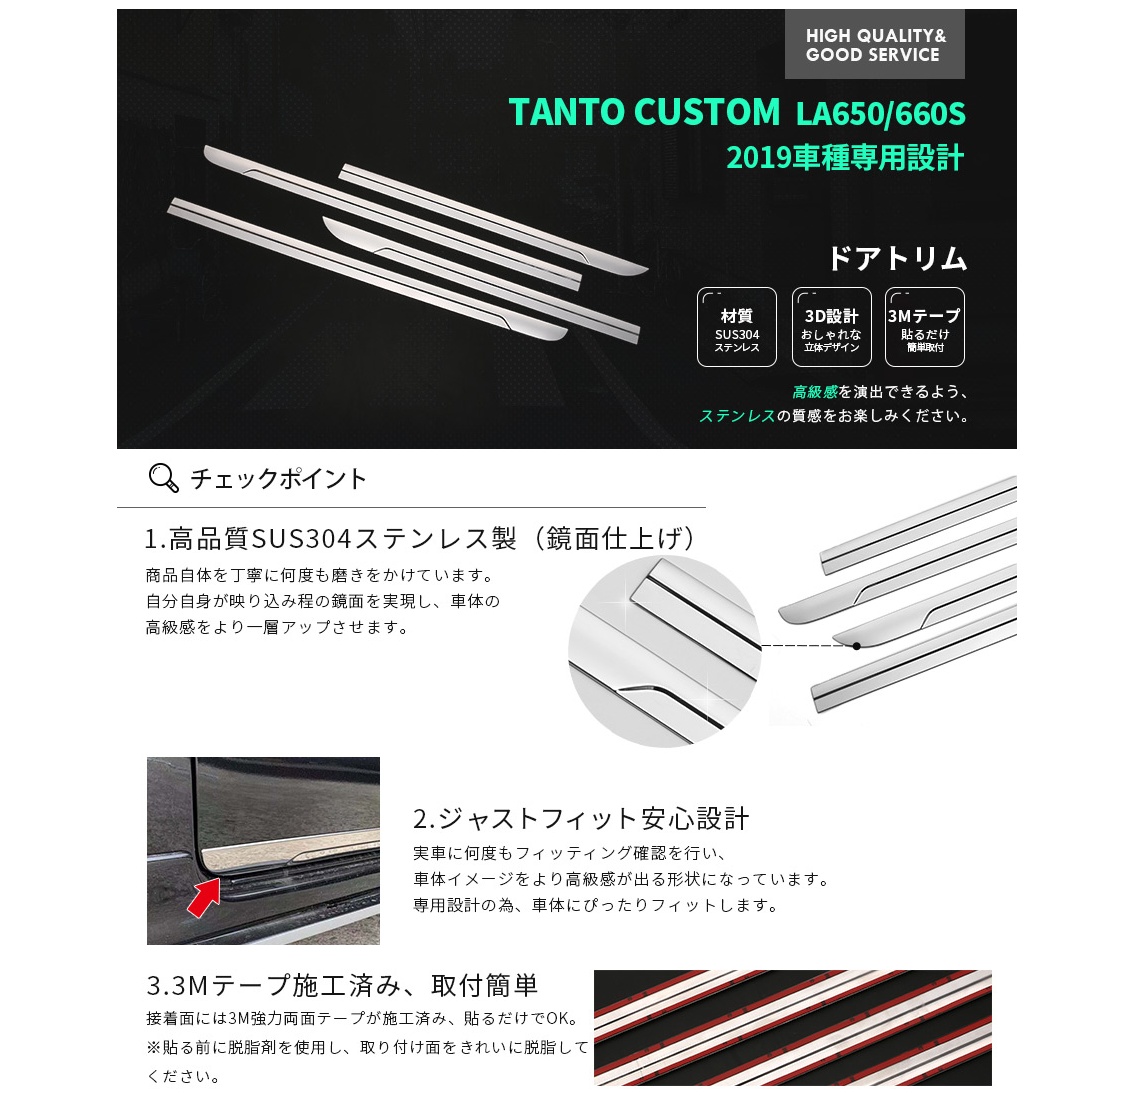 HIGH QUALITY&
GOOD SERVICE
TANTO CUSTOM LA650/660S
2019車種専用設計
ドアトリム
材質
SUS304
ステンレス
3D設計
おしゃれな
立体デザイン
3Mテープ
貼るだけ
簡単取付
高級感を演出できるよう、
ステンレスの質感をお楽しみください。
チェックポイント
1.高品質SUS304ステンレス製（鏡面仕上げ）
商品自体を丁寧に何度も磨きをかけています。
自分自身が映り込み程の鏡面を実現し、車体の
高級感をより一層アップさせます。
2.ジャストフィット安心設計
実車に何度もフィッティング確認を行い、
車体イメージをより高級感が出る形状になっています。
専用設計の為、車体にぴったりフィットします。
3.3Mテープ施工済み、取付簡単
接着面には3M強力両面テープが施工済み、貼るだけでOK。
※貼る前に脱脂剤を使用し、取り付け面をきれいに脱脂して
ください。